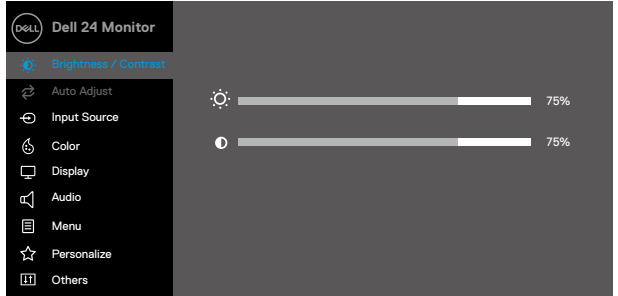 DELL
Dell 24 Monitor
Brightness / Contrast
Auto Adjust
Input Source
Color
Display
Audio
Menu
Personalize
Others
75%
75%